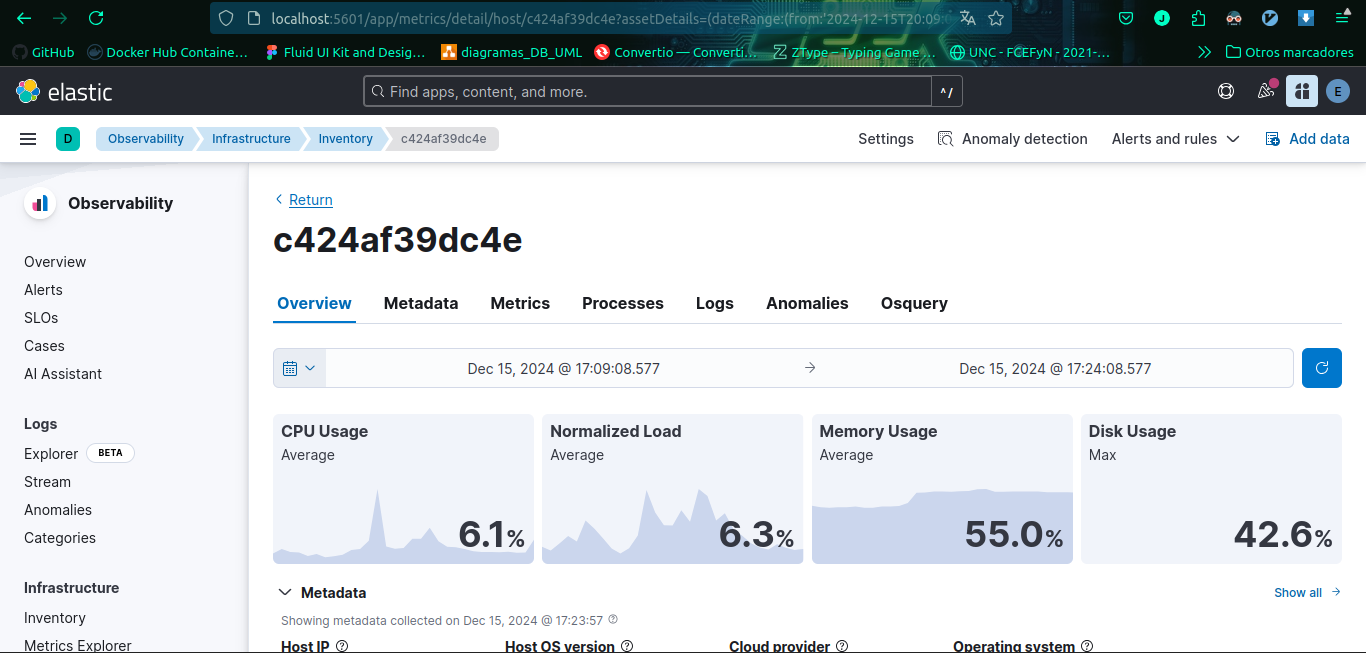 localhost:5601/app/metrics/detail/host/c424af39dc4e?assetDetails=(dateRange:(from:'2024-12-15T20:09:0
GitHub
Docker Hub Containe…
Fluid UI Kit and Desig…
diagramas_DB_UML
Convertio — Converti…
ZType – Typing Game …
UNC - FCEFyN - 2021-…
Otros marcadores
elastic
Find apps, content, and more.
^/
E
D
Observability
Infrastructure
Inventory
c424af39dc4e
Settings
Anomaly detection
Alerts and rules
Add data
Observability
Overview
Alerts
SLOs
Cases
AI Assistant
Logs
Explorer BETA
Stream
Anomalies
Categories
Infrastructure
Inventory
Metrics Explorer
Return
c424af39dc4e
Overview
Metadata
Metrics
Processes
Logs
Anomalies
Osquery
Dec 15, 2024 @ 17:09:08.577
Dec 15, 2024 @ 17:24:08.577
CPU Usage
Average
6.1%
Normalized Load
Average
6.3%
Memory Usage
Average
55.0%
Disk Usage
Max
42.6%
Metadata
Show all
Showing metadata collected on Dec 15, 2024 @ 17:23:57
Host IP
Host OS version
Cloud provider
Operating system